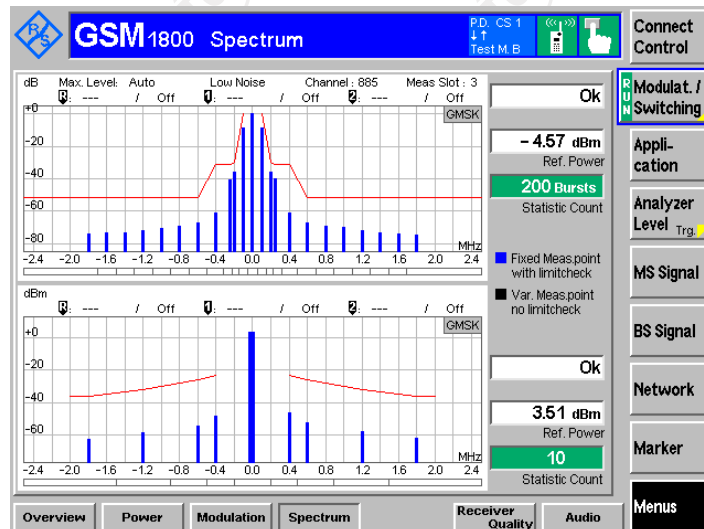 R&S
GSM 1800 Spectrum
P.D. CS 1
Test M. B
Connect Control
RUN
Modulat. / Switching
Appli-cation
Analyzer Level Trg.
MS Signal
BS Signal
Network
Marker
Menus
dB Max. Level: Auto Low Noise Channel : 885 Meas Slot : 3
R: --- / Off 1: --- / Off 2: --- / Off
GMSK
+0
-20
-40
-60
-80
MHz
-2.4 -2.0 -1.6 -1.2 -0.8 -0.4 0.0 0.4 0.8 1.2 1.6 2.0 2.4
Ok
- 4.57 dBm
Ref. Power
200 Bursts
Statistic Count
Fixed Meas.point
with limitcheck
Var. Meas.point
no limitcheck
dBm
R: --- / Off 1: --- / Off 2: --- / Off
GMSK
+0
-20
-40
-60
MHz
-2.4 -2.0 -1.6 -1.2 -0.8 -0.4 0.0 0.4 0.8 1.2 1.6 2.0 2.4
Ok
3.51 dBm
Ref. Power
10
Statistic Count
Overview Power Modulation Spectrum Receiver Quality Audio